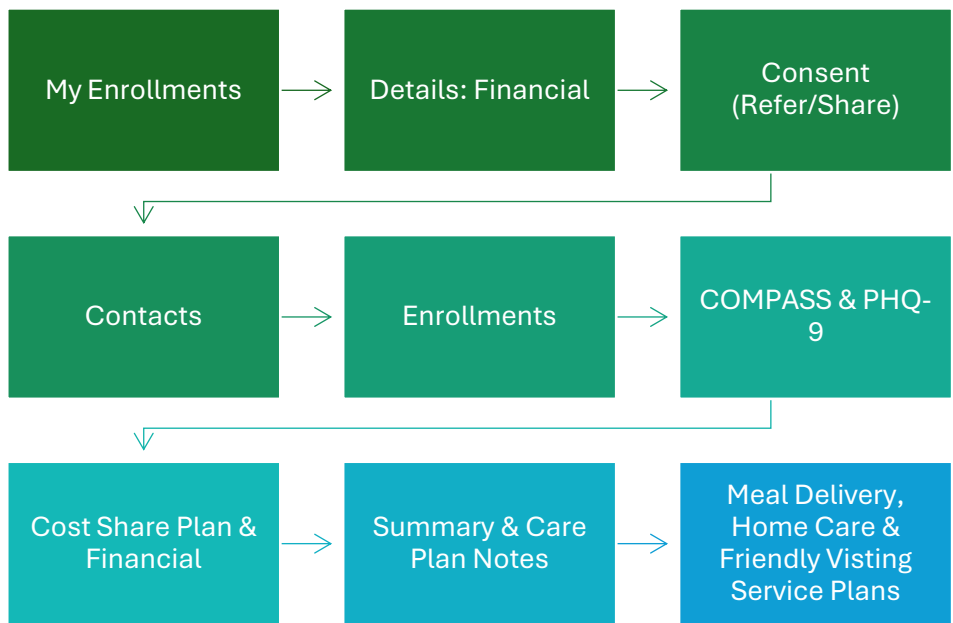 My Enrollments
Details: Financial
Consent
(Refer/Share)
Contacts
Enrollments
COMPASS & PHQ-
9
Cost Share Plan &
Financial
Summary & Care
Plan Notes
Meal Delivery,
Home Care &
Friendly Visting
Service Plans